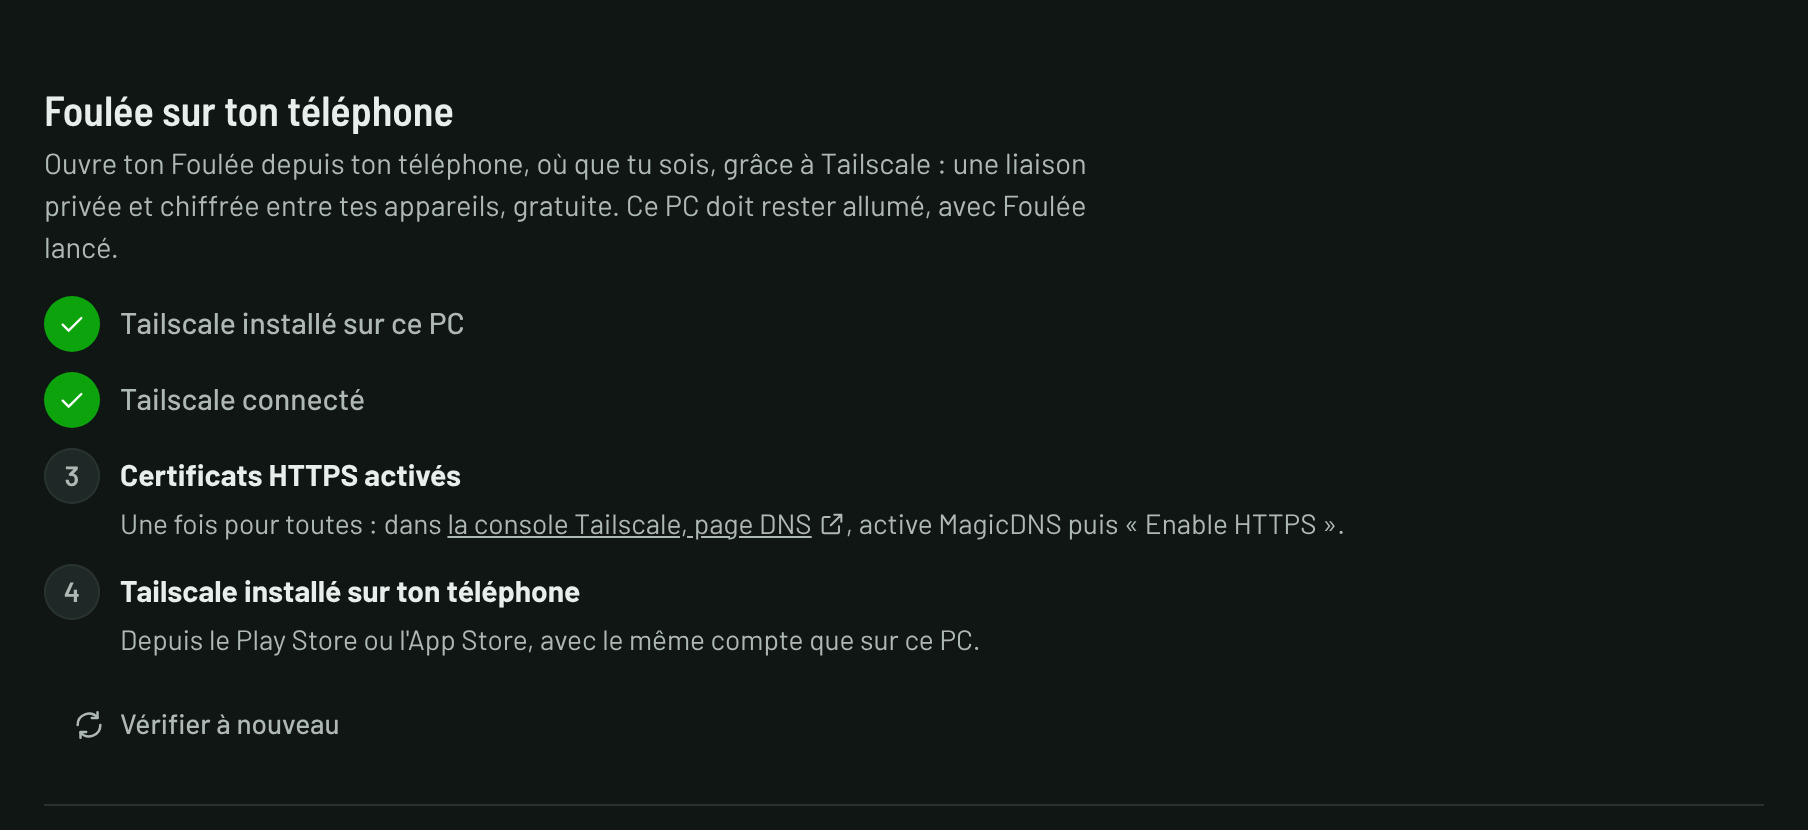 Foulée sur ton téléphone
Ouvre ton Foulée depuis ton téléphone, où que tu sois, grâce à Tailscale : une liaison
privée et chiffrée entre tes appareils, gratuite. Ce PC doit rester allumé, avec Foulée
lancé.
Tailscale installé sur ce PC
Tailscale connecté
3 Certificats HTTPS activés
Une fois pour toutes : dans la console Tailscale, page DNS , active MagicDNS puis « Enable HTTPS ».
4 Tailscale installé sur ton téléphone
Depuis le Play Store ou l'App Store, avec le même compte que sur ce PC.
Vérifier à nouveau